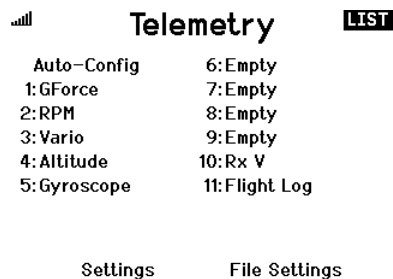 Telemetry
LIST
Auto-Config
1:GForce
2:RPM
3:Vario
4:Altitude
5:Gyroscope
6:Empty
7:Empty
8:Empty
9:Empty
10:Rx V
11:Flight Log
Settings
File Settings